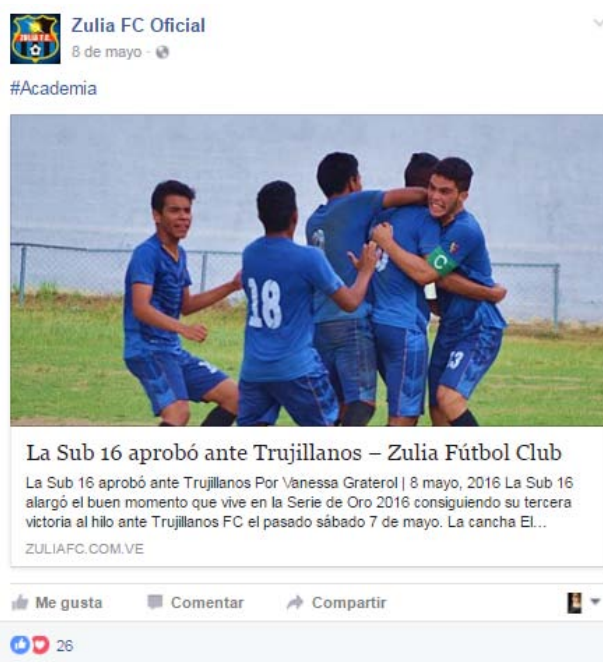 Zulia FC Oficial
8 de mayo
#Academia
18
C
13
La Sub 16 aprobó ante Trujillanos – Zulia Fútbol Club
La Sub 16 aprobó ante Trujillanos Por Vanessa Graterol | 8 mayo, 2016 La Sub 16
alargó el buen momento que vive en la Serie de Oro 2016 consiguiendo su tercera
victoria al hilo ante Trujillanos FC el pasado sábado 7 de mayo. La cancha El...
ZULIAFC.COM.VE
Me gusta Comentar Compartir
26